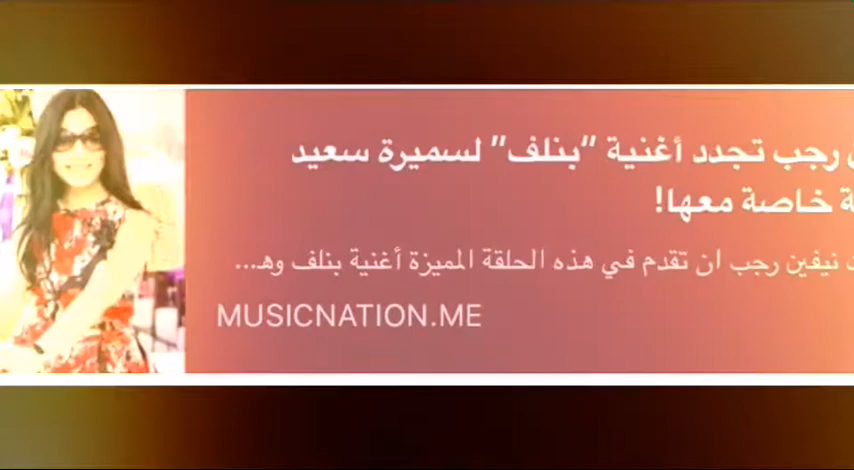 رجب تجدد أغنية "بنلف" لسميرة سعيد
خاصة معها!
نيفين رجب ان تقدم في هذه الحلقة المميزة أغنية بنلف وهـ...
MUSICNATION.ME